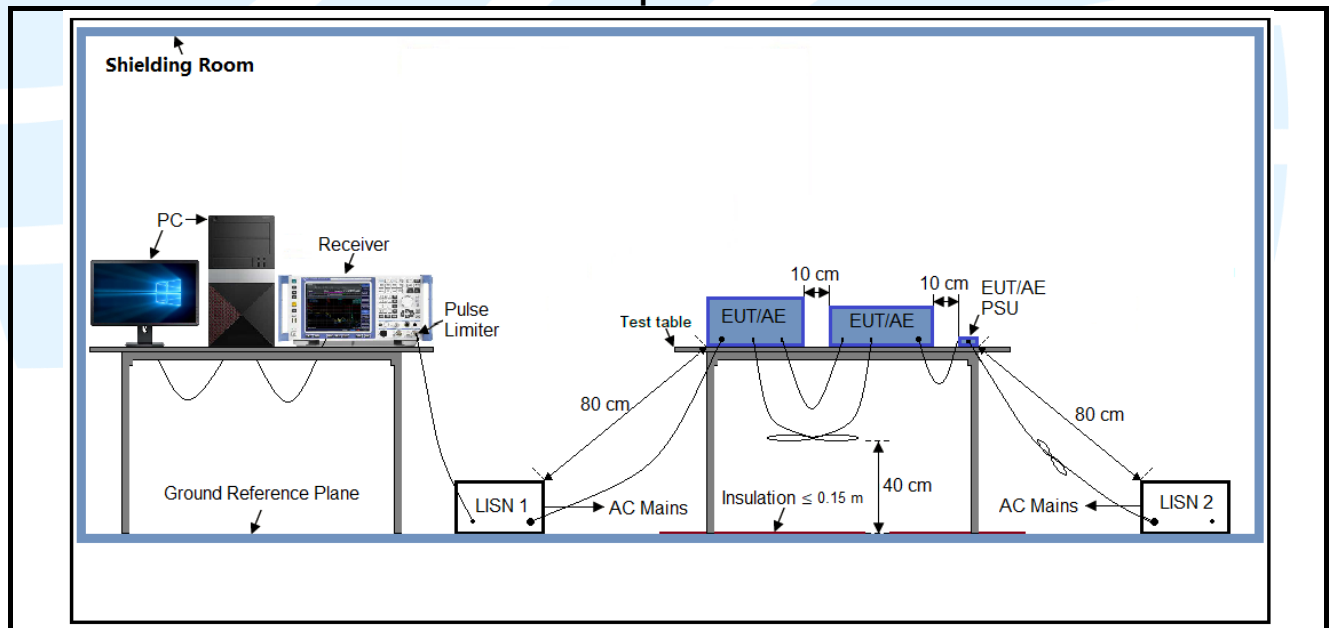 Shielding Room
PC
Receiver
Pulse
Limiter
10 cm
10 cm
EUT/AE
PSU
EUT/AE
EUT/AE
Test table
80 cm
80 cm
40 cm
Ground Reference Plane
LISN 1
AC Mains
Insulation ≤ 0.15 m
AC Mains
LISN 2